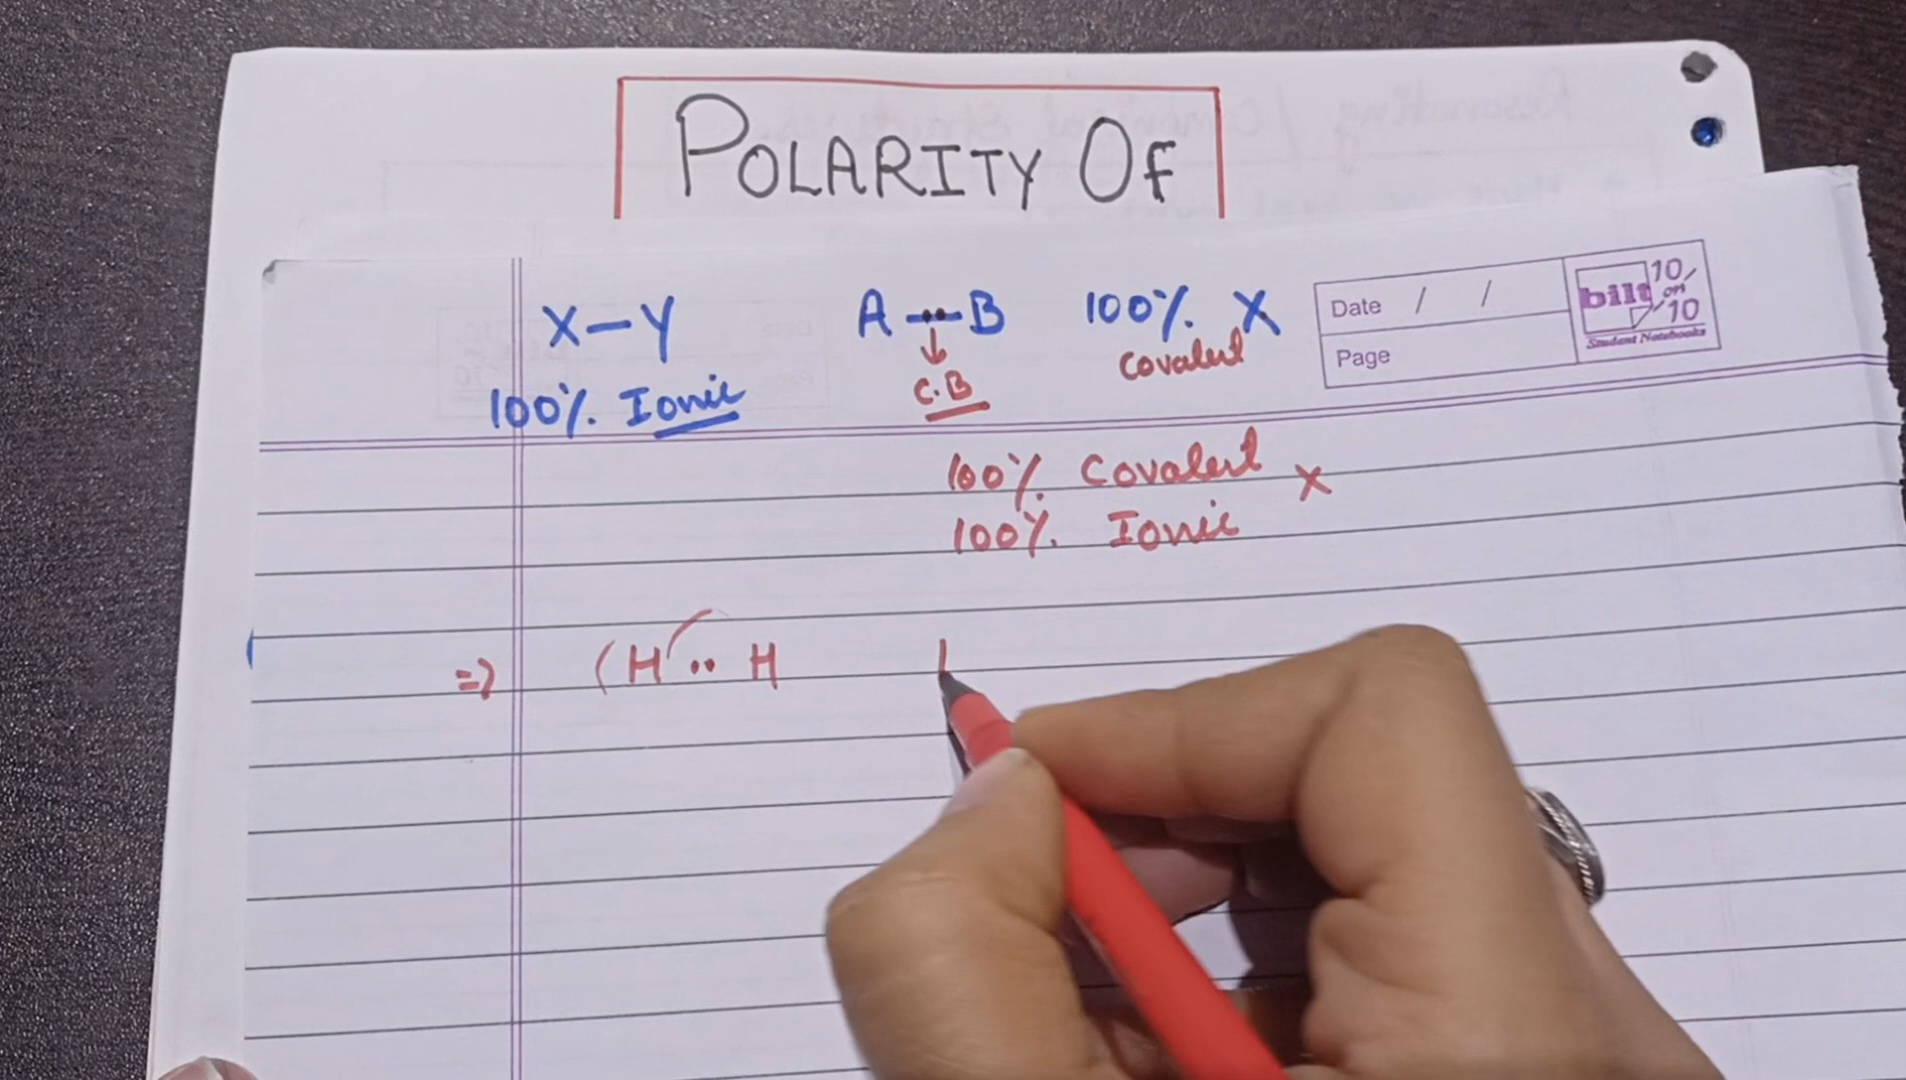 POLARITY OF
X – Y A – B 100% X
Covalent
C.B
100% Ionic
Date / /
Page
bilt 10 on 10
Student Notebooks
100% Covalent X
100% Ionic
=> (H .. H